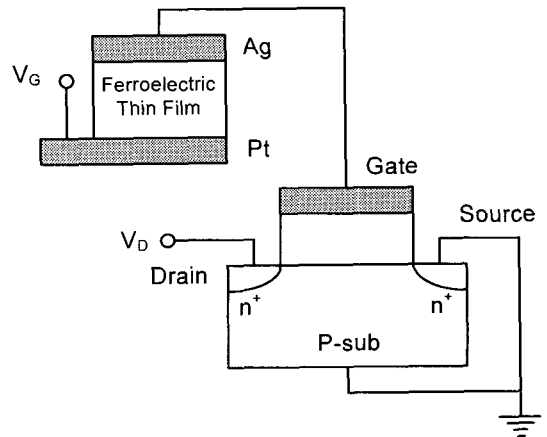 Ag
V_G
Ferroelectric
Thin Film
Pt
Gate
Source
V_D
Drain
n⁺
n⁺
P-sub